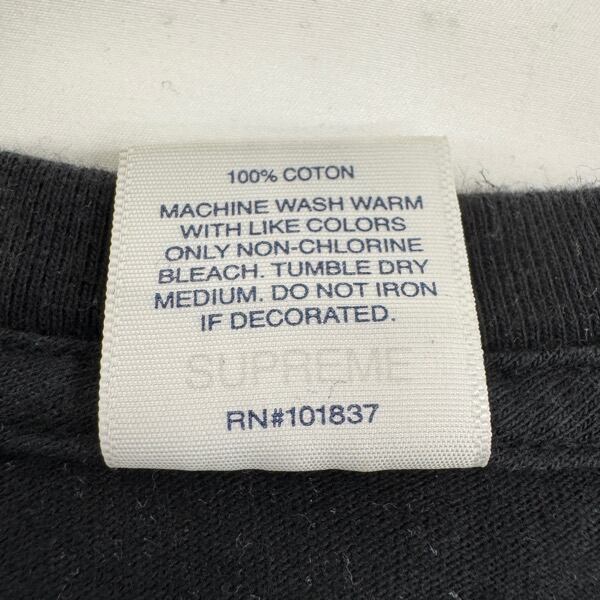 100% COTON
MACHINE WASH WARM
WITH LIKE COLORS
ONLY NON-CHLORINE
BLEACH. TUMBLE DRY
MEDIUM. DO NOT IRON
IF DECORATED.
SUPREME
RN#101837